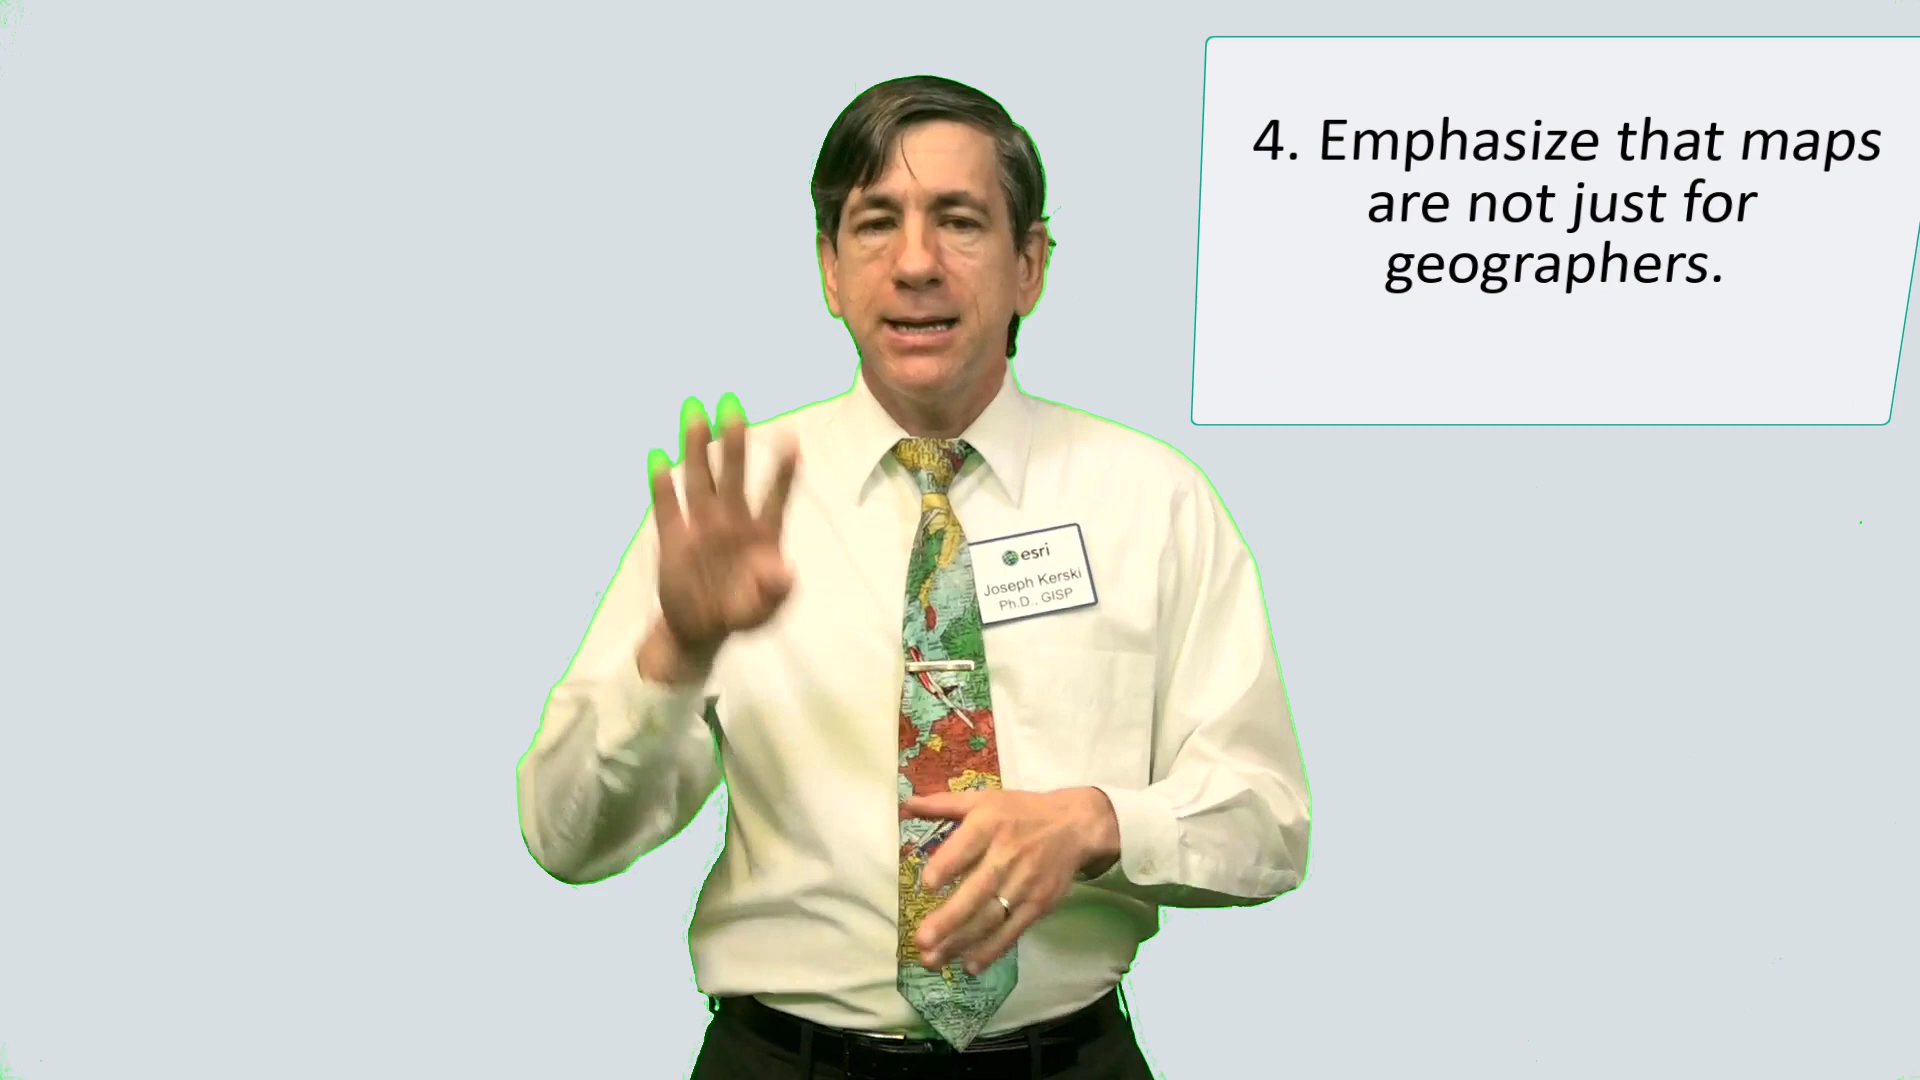 4. Emphasize that maps
are not just for
geographers.
esri
Joseph Kerski
Ph.D., GISP